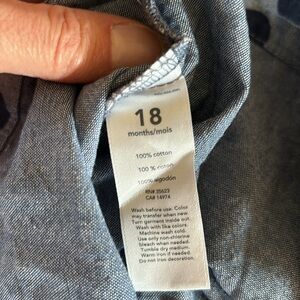 18
months/mois
100% cotton
100 % coton
100% algodón
RN# 35623
CA# 14974
Wash before use: Color
may transfer when new
Turn garment inside out.
Wash with like colors.
Machine wash cold.
Use only non-chlorine
bleach when needed.
Tumble dry medium.
Warm iron if needed.
Do not iron decoration.